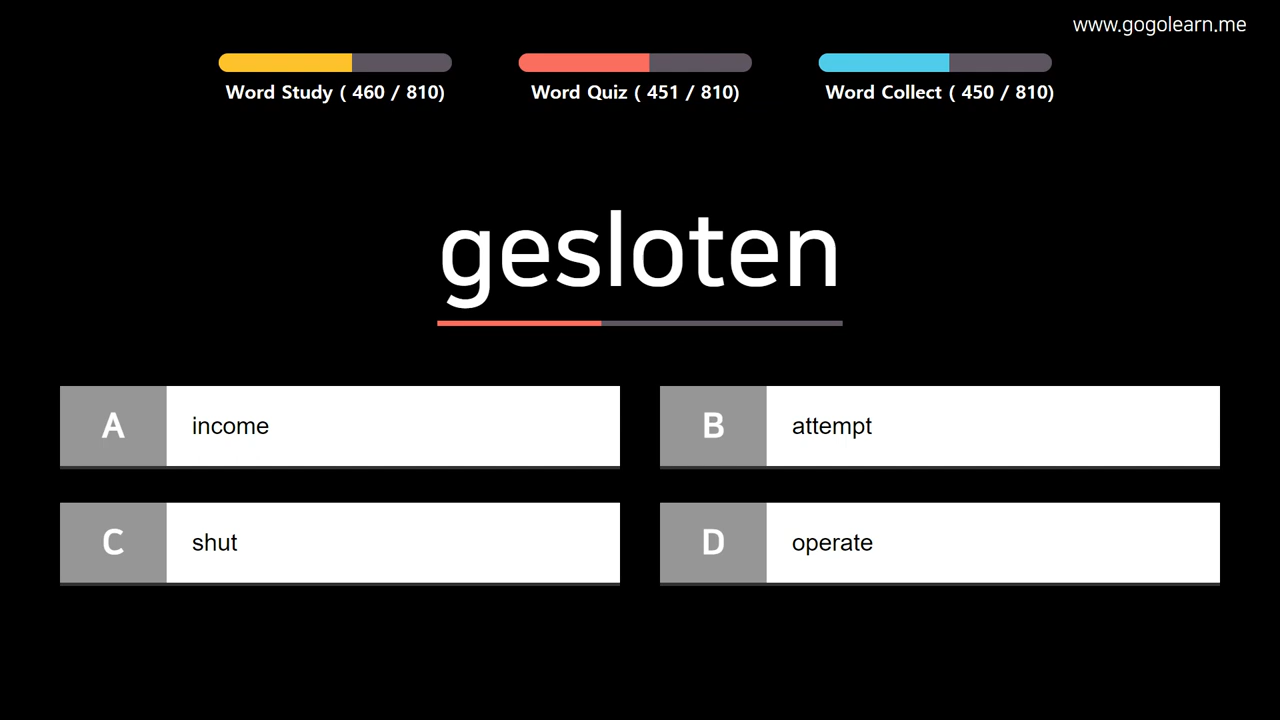 www.gogolearn.me
Word Study ( 460 / 810)
Word Quiz ( 451 / 810)
Word Collect ( 450 / 810)
gesloten
A income
B attempt
C shut
D operate